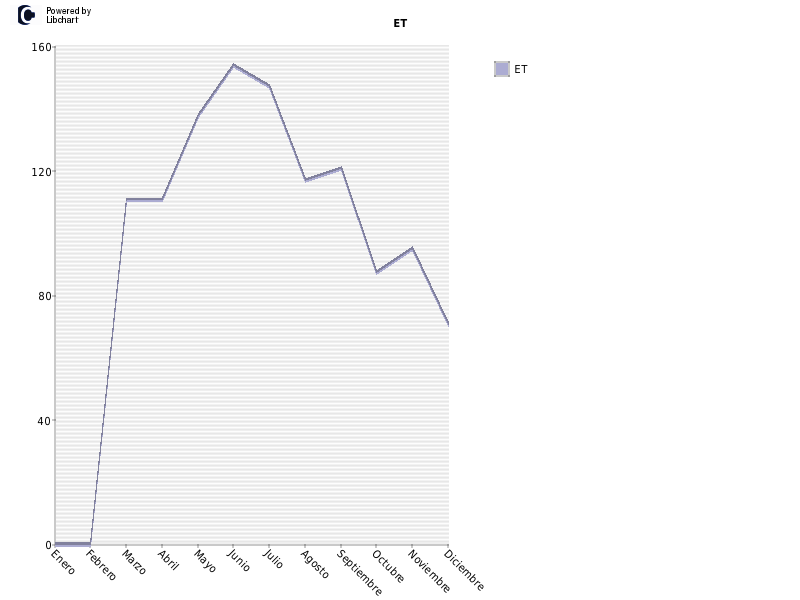 Powered by
Libchart
ET
160
120
80
40
0
ET
Enero
Febrero
Marzo
Abril
Mayo
Junio
Julio
Agosto
Septiembre
Octubre
Noviembre
Diciembre